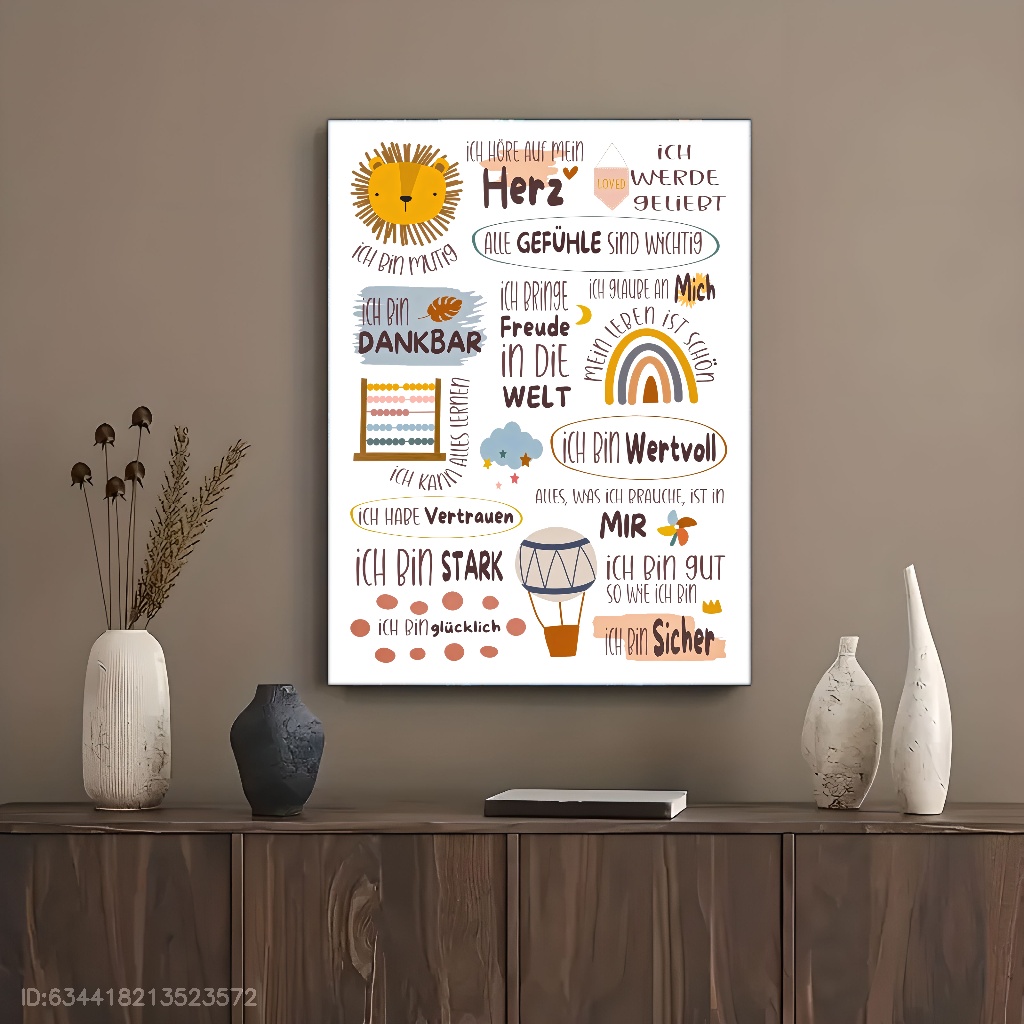 ICH HÖRE AUF MEIN
Herz
LOVED
ICH
WERDE
GELIEBT
ICH BIN MUTIG
ALLE GEFÜHLE SIND WICHTIG
ICH BIN
DANKBAR
ICH BRINGE
Freude
IN DIE
WELT
ICH GLAUBE AN Mich
MEIN LEBEN IST SCHÖN
ICH KANN ALLES LERNEN
ICH BIN Wertvoll
ALLES, WAS ICH BRAUCHE, IST IN
MIR
ICH HABE Vertrauen
ICH BIN STARK
ICH BIN GUT
SO WIE ICH BIN
ICH BIN glücklich
ICH BIN Sicher
ID:634418213523572